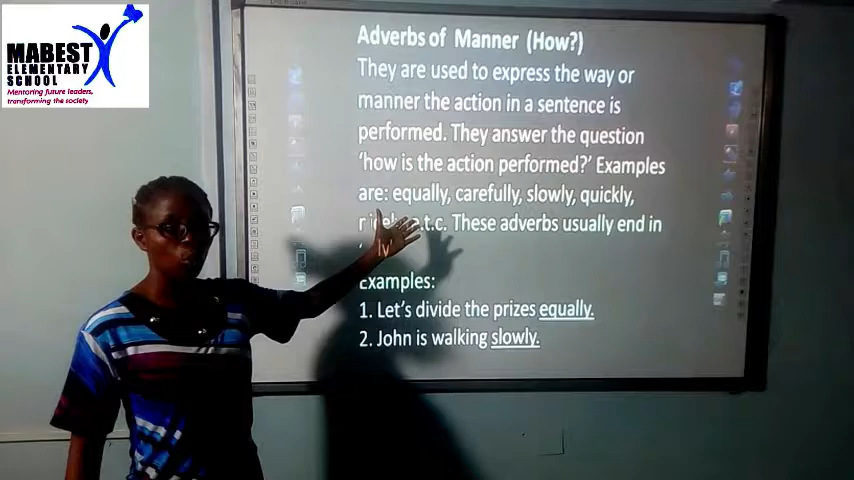 MABEST
ELEMENTARY
SCHOOL
Mentoring future leaders,
transforming the society
Adverbs of Manner (How?)
They are used to express the way or
manner the action in a sentence is
performed. They answer the question
‘how is the action performed?’ Examples
are: equally, carefully, slowly, quickly,
e.t.c. These adverbs usually end in
‘ ly’
Examples:
1. Let’s divide the prizes equally.
2. John is walking slowly.